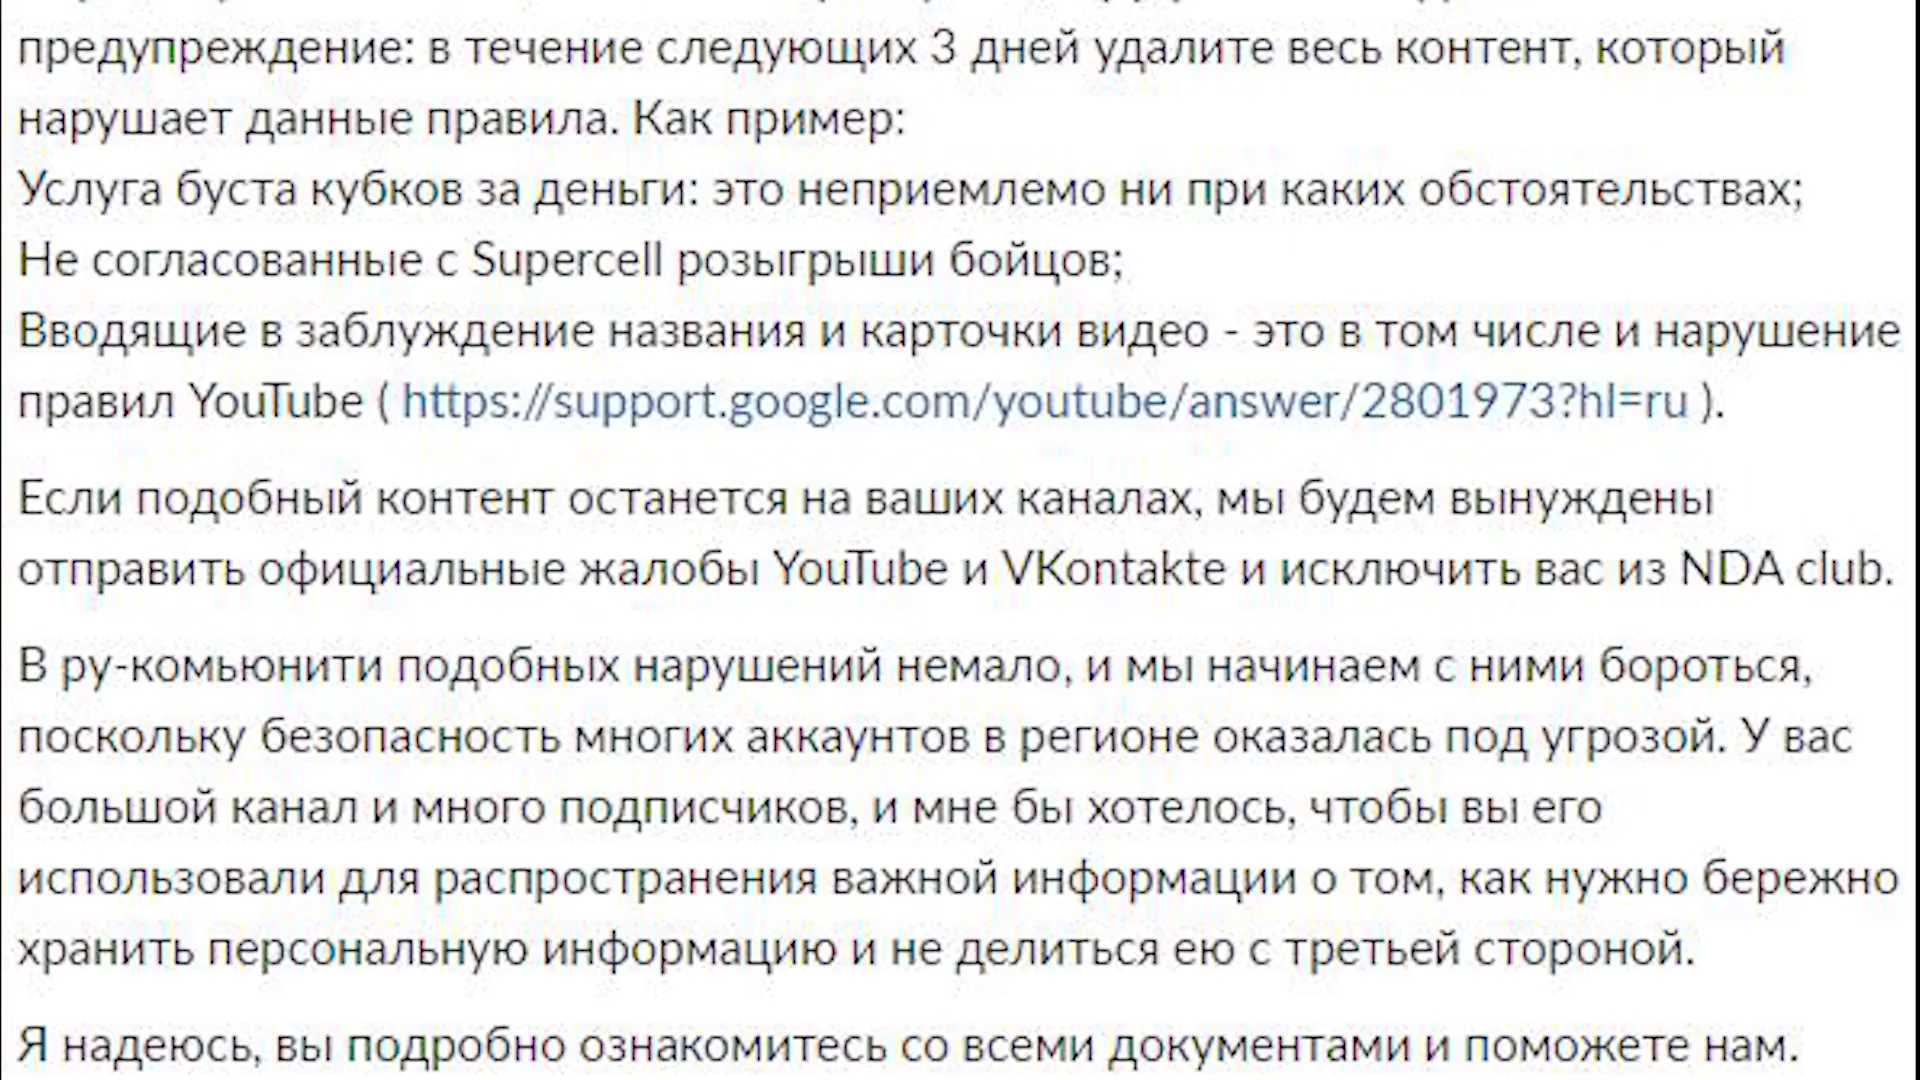 предупреждение: в течение следующих 3 дней удалите весь контент, который
нарушает данные правила. Как пример:
Услуга буста кубков за деньги: это неприемлемо ни при каких обстоятельствах;
Не согласованные с Supercell розыгрыши бойцов;
Вводящие в заблуждение названия и карточки видео - это в том числе и нарушение
правил YouTube ( https://support.google.com/youtube/answer/2801973?hl=ru ).
Если подобный контент останется на ваших каналах, мы будем вынуждены
отправить официальные жалобы YouTube и VKontakte и исключить вас из NDA club.
В ру-комьюнити подобных нарушений немало, и мы начинаем с ними бороться,
поскольку безопасность многих аккаунтов в регионе оказалась под угрозой. У вас
большой канал и много подписчиков, и мне бы хотелось, чтобы вы его
использовали для распространения важной информации о том, как нужно бережно
хранить персональную информацию и не делиться ею с третьей стороной.
Я надеюсь, вы подробно ознакомитесь со всеми документами и поможете нам.